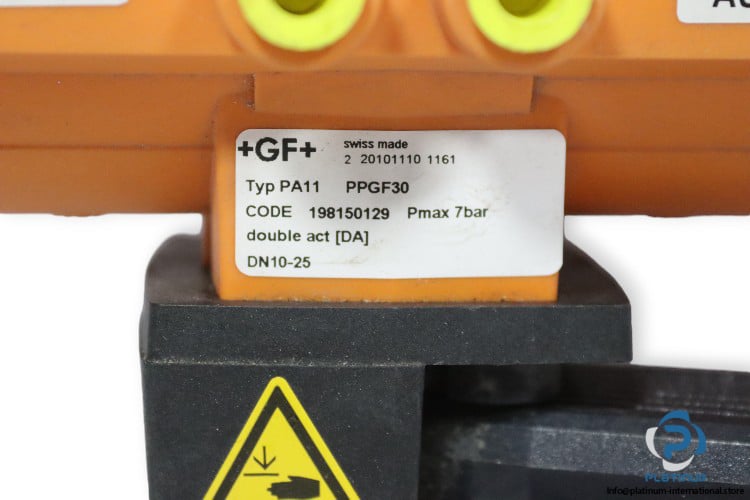 +GF+ swiss made
2 20101110 1161
Typ PA11 PPGF30
CODE 198150129 Pmax 7bar
double act [DA]
DN10-25
PLATINUM
Info@platinum-international.store